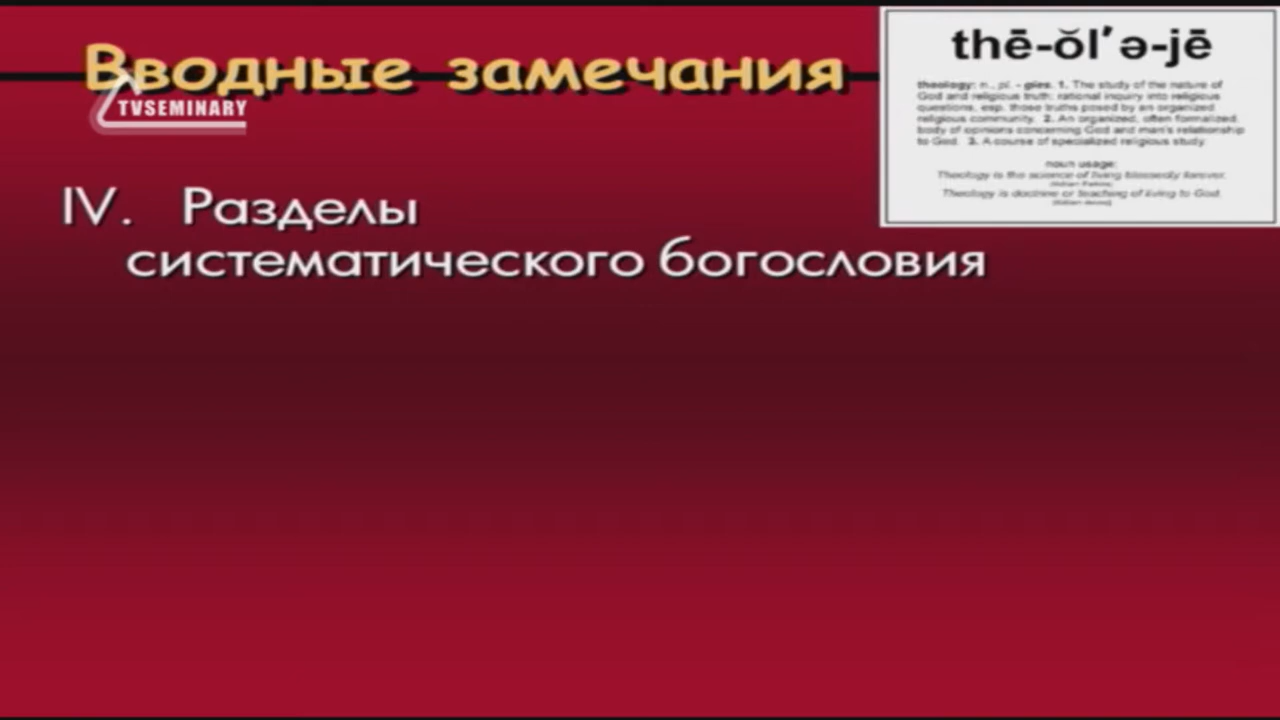 Вводные замечания
TVSEMINARY
thē-ŏl′ə-jē
theology: n., pl. - gies. 1. The study of the nature of
God and religious truth: rational inquiry into religious
questions, esp. those truths posed by an organized
religious community. 2. An organized, often formalized,
body of opinions concerning God and man's relationship
to God. 3. A course of specialized religious study.
noun usage:
Theology is the science of living blessedly forever.
Theology is doctrine or teaching of living to God.
IV. Разделы
систематического богословия